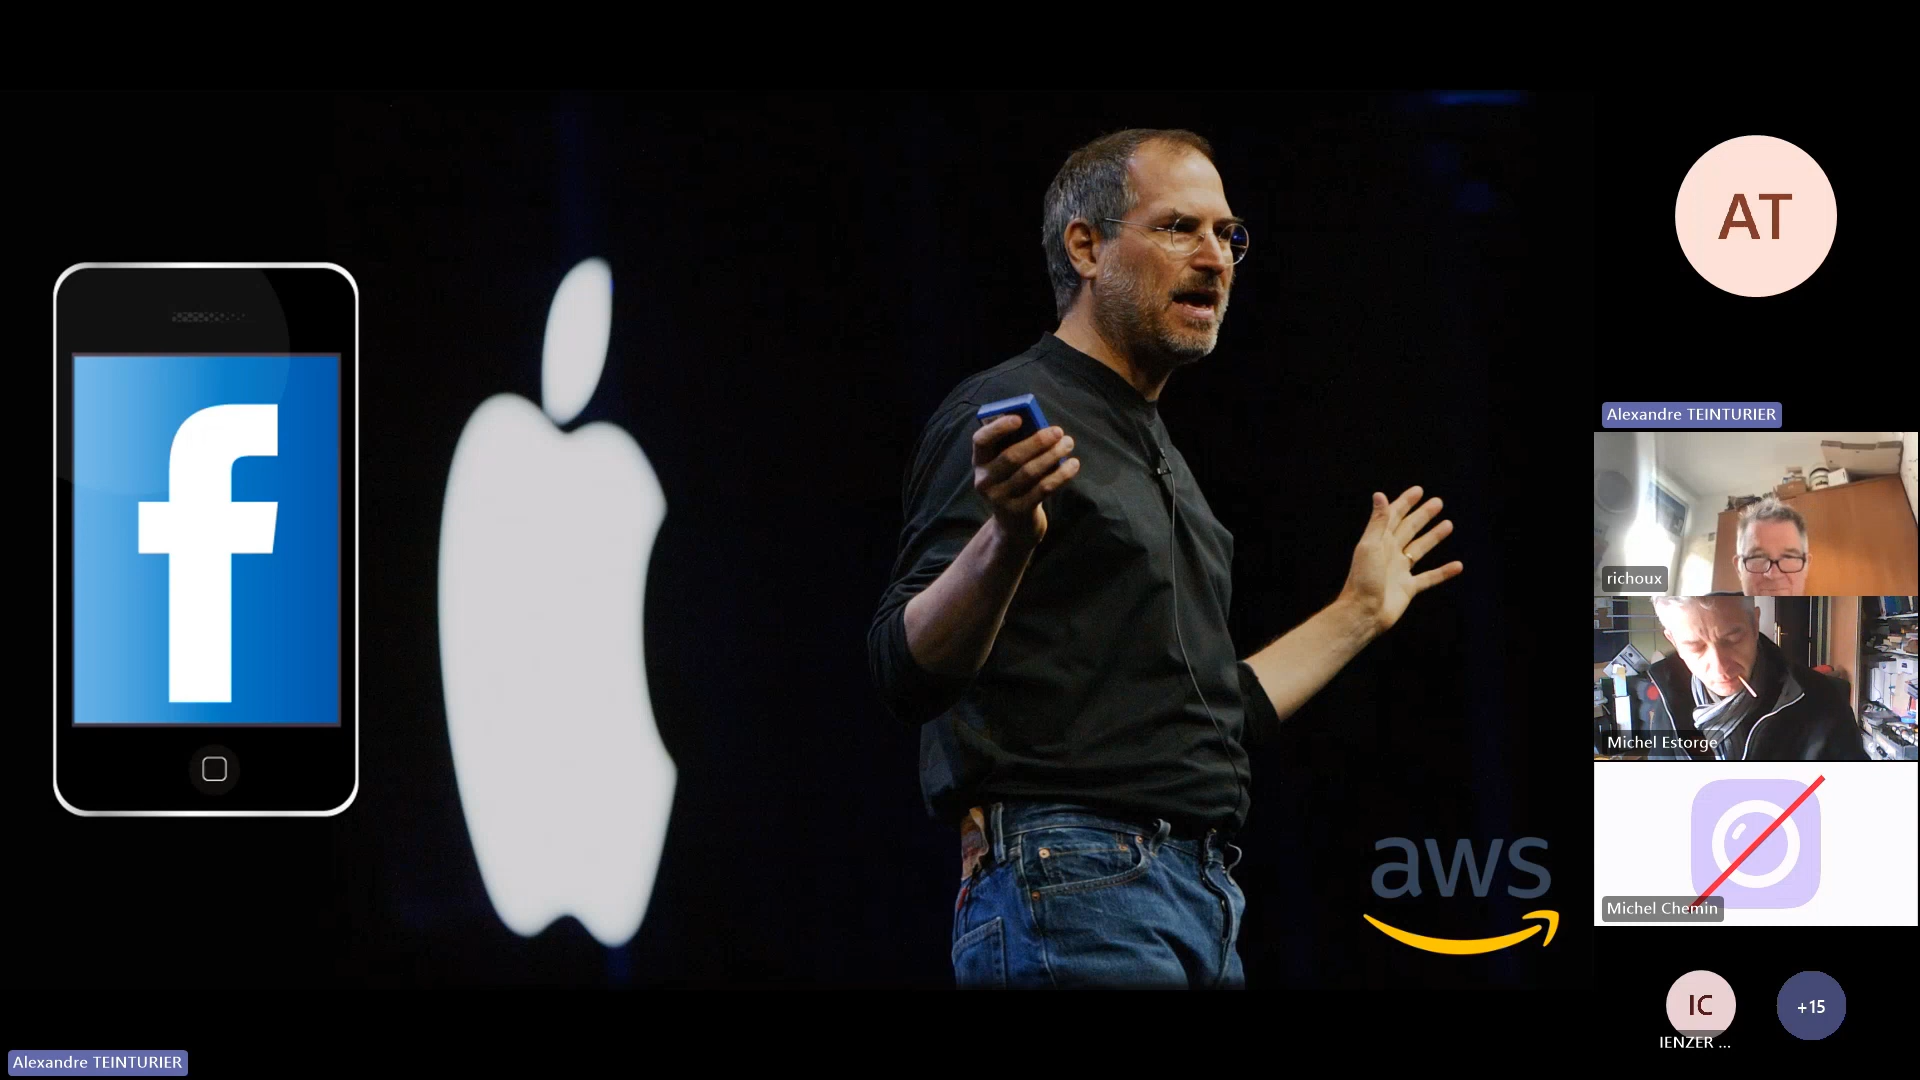 f
aws
AT
Alexandre TEINTURIER
richoux
Michel Estorge
Michel Chemin
IC
+15
IENZER ...
Alexandre TEINTURIER